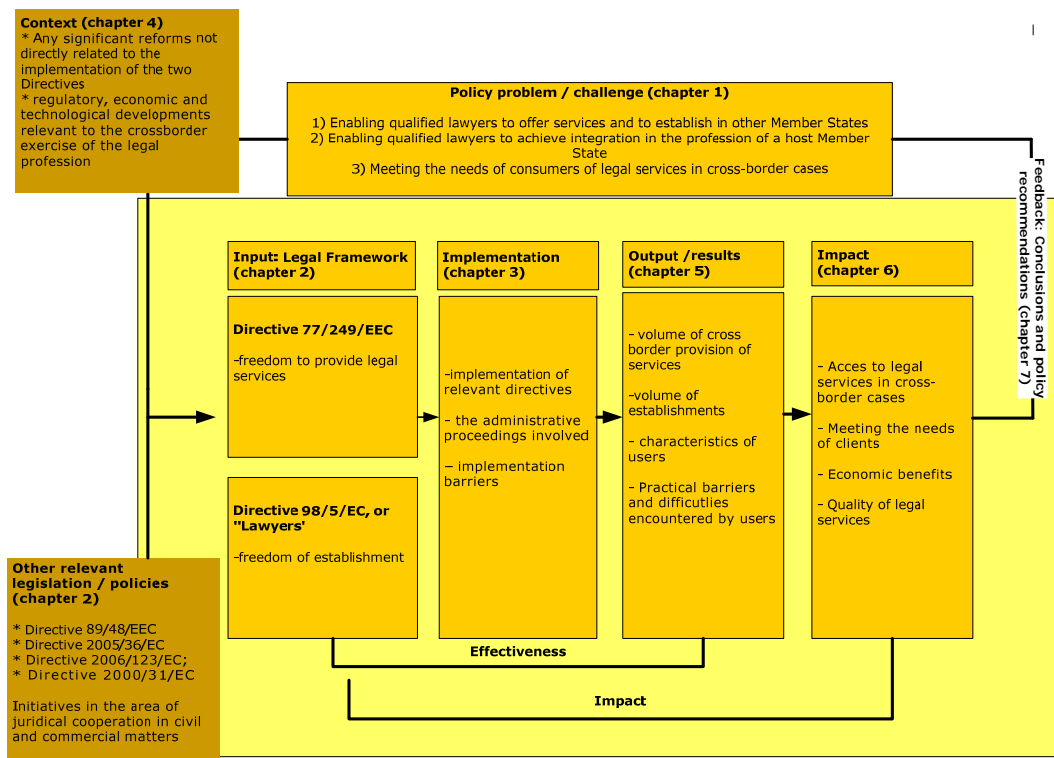 Context (chapter 4)
* Any significant reforms not
directly related to the
implementation of the two
Directives
* regulatory, economic and
technological developments
relevant to the crossborder
exercise of the legal
profession
Policy problem / challenge (chapter 1)
1) Enabling qualified lawyers to offer services and to establish in other Member States
2) Enabling qualified lawyers to achieve integration in the profession of a host Member
State
3) Meeting the needs of consumers of legal services in cross-border cases
Feedback: Conclusions and policy
recommendations (chapter 7)
Input: Legal Framework
(chapter 2)
Directive 77/249/EEC
-freedom to provide legal
services
Directive 98/5/EC, or
"Lawyers'
-freedom of establishment
Implementation
(chapter 3)
-implementation of
relevant directives
- the administrative
proceedings involved
- implementation
barriers
Output /results
(chapter 5)
- volume of cross
border provision of
services
-volume of
establishments
- characteristics of
users
- Practical barriers
and difficutlies
encountered by users
Impact
(chapter 6)
- Acces to legal
services in cross-
border cases
- Meeting the needs
of clients
- Economic benefits
- Quality of legal
services
Other relevant
legislation / policies
(chapter 2)
* Directive 89/48/EEC
* Directive 2005/36/EC
* Directive 2006/123/EC;
* Directive 2000/31/EC
Initiatives in the area of
juridical cooperation in civil
and commercial matters
Effectiveness
Impact